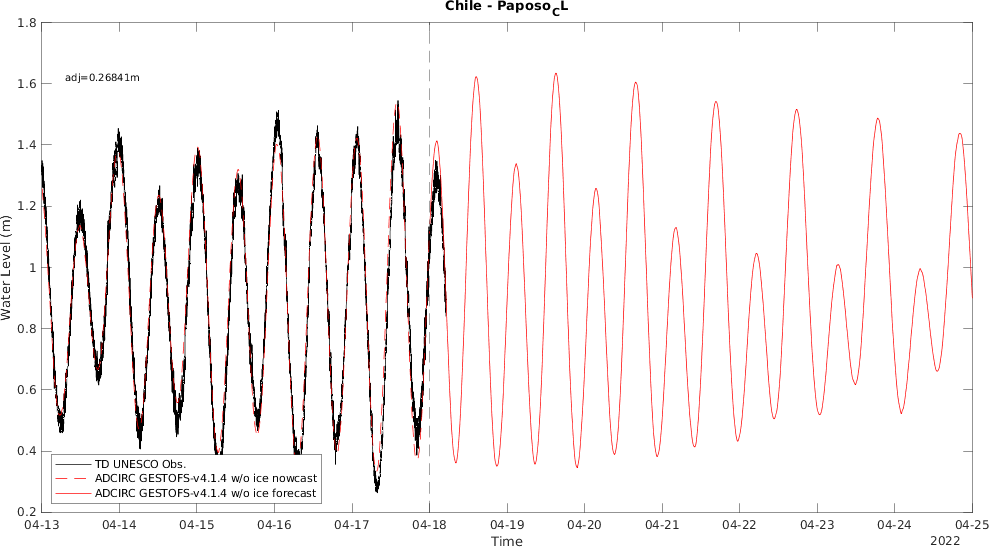 Chile - Paposo_CL
1.8
1.6
1.4
1.2
1
0.8
0.6
0.4
0.2
Water Level (m)
adj=0.26841m
TD UNESCO Obs.
ADCIRC GESTOFS-v4.1.4 w/o ice nowcast
ADCIRC GESTOFS-v4.1.4 w/o ice forecast
04-13 04-14 04-15 04-16 04-17 04-18 04-19 04-20 04-21 04-22 04-23 04-24 04-25
Time
2022